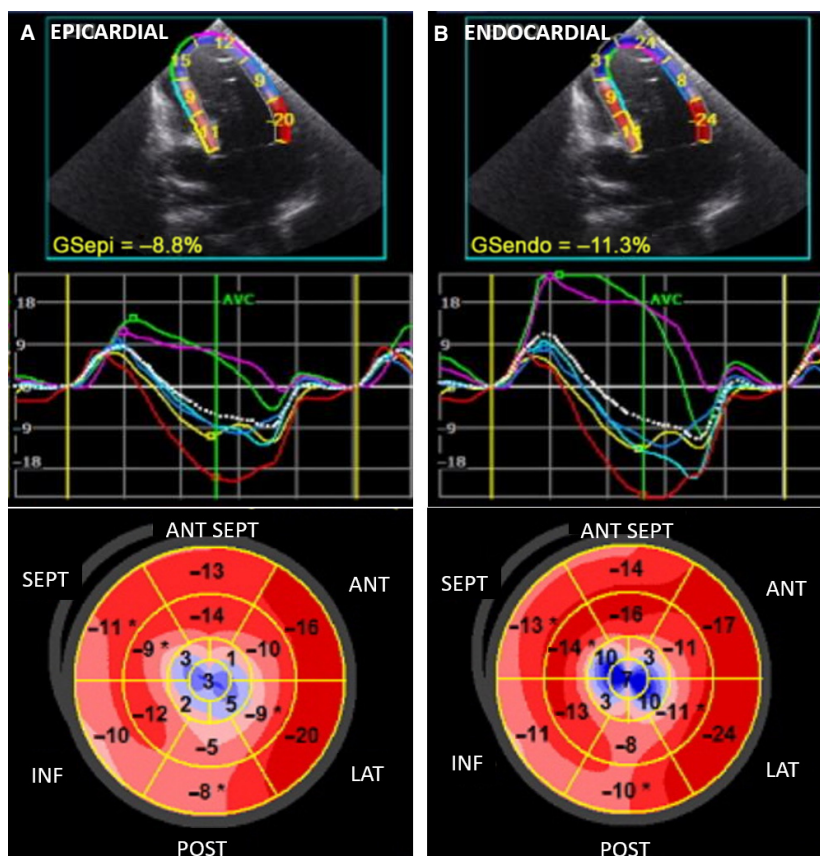 A EPICARDIAL
12
15
9
9
11
-20
GSepi = –8.8%
18
AVC
9
-9
-18
ANT SEPT
SEPT
ANT
–13
–11 *
–14
–16
–9 *
–10
3
1
3
2
5
–12
–9 *
–10
–5
–20
–8 *
INF
LAT
POST
B ENDOCARDIAL
24
31
8
9
-24
GSendo = –11.3%
18
AVC
9
-9
-18
ANT SEPT
SEPT
ANT
–14
–13 *
–16
–17
–14 *
–11
10
3
7
3
10
–13
–11 *
–11
–8
–24
–10 *
INF
LAT
POST